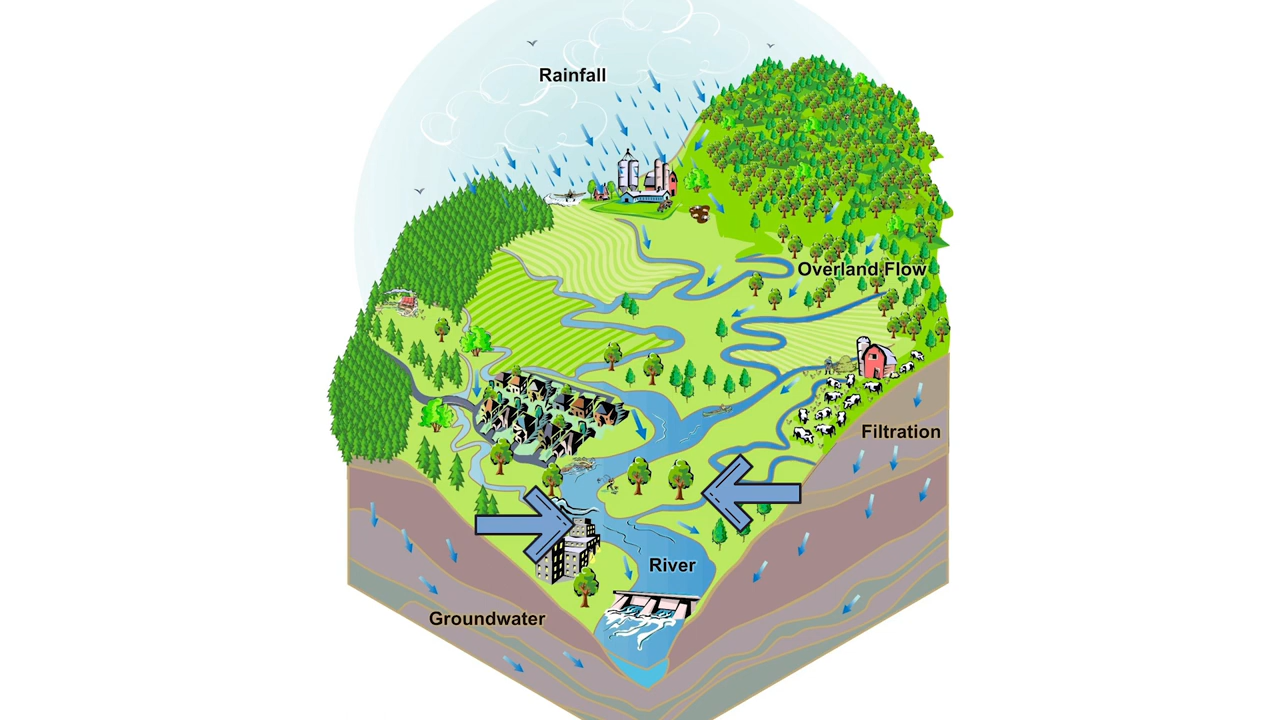 Rainfall
Overland Flow
Filtration
River
Groundwater